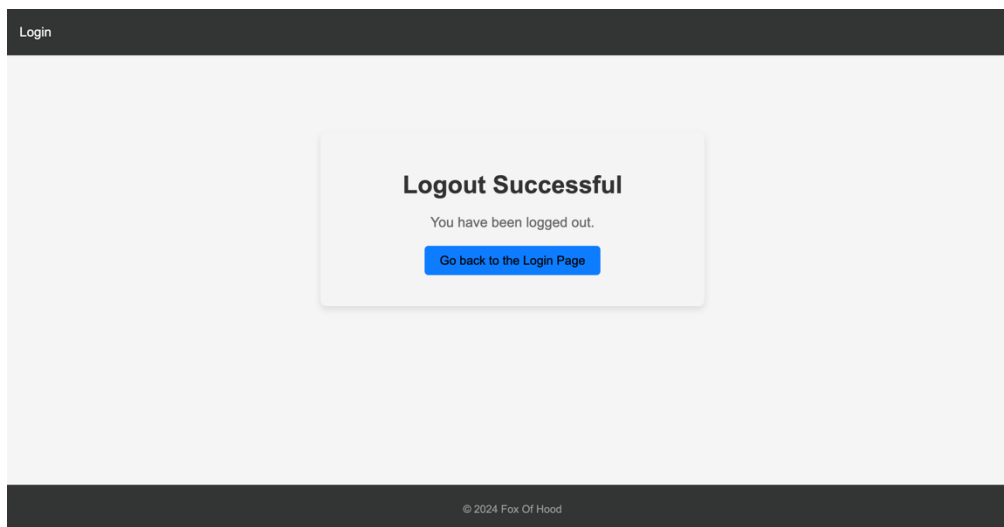 Login
Logout Successful
You have been logged out.
Go back to the Login Page
© 2024 Fox Of Hood